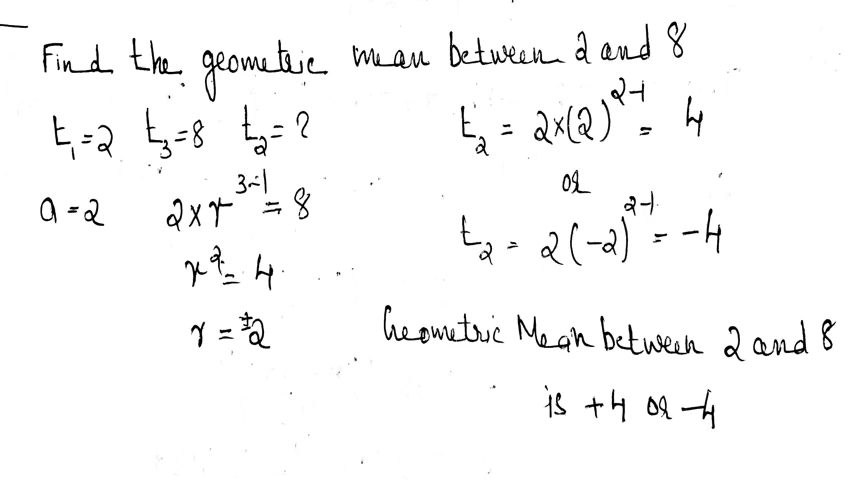 Find the geometric mean between 2 and 8
t₁=2 t₃=8 t₂=?
a=2 2×r³⁻¹=8
r²=4
r=±2
t₂ = 2×(2)²⁻¹ = 4
or
t₂ = 2(-2)²⁻¹ = -4
Geometric Mean between 2 and 8
is +4 or -4